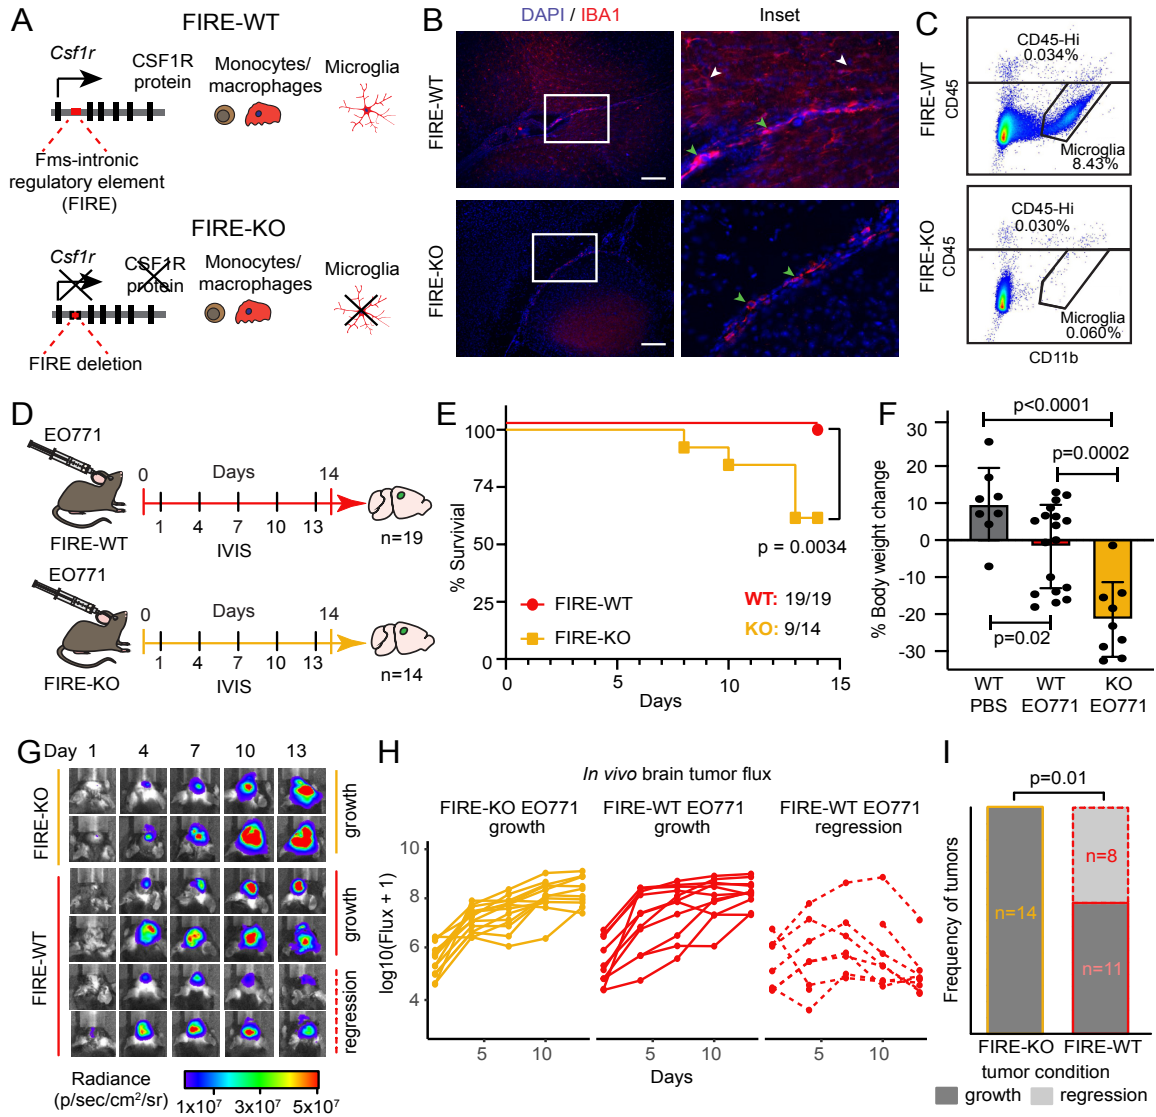 A
FIRE-WT
Csf1r
CSF1R
protein
Monocytes/
macrophages
Microglia
Fms-intronic
regulatory element
(FIRE)
FIRE-KO
Csf1r
CSF1R
protein
Monocytes/
macrophages
Microglia
FIRE deletion
B
DAPI / IBA1
Inset
FIRE-WT
FIRE-KO
C
CD45-Hi
0.034%
FIRE-WT
CD45
Microglia
8.43%
CD45-Hi
0.030%
FIRE-KO
CD45
Microglia
0.060%
CD11b
D
EO771
0 Days 14
1 4 7 10 13
IVIS
FIRE-WT
n=19
EO771
0 Days 14
1 4 7 10 13
IVIS
FIRE-KO
n=14
E
% Survivial
100
74
50
25
0
0 5 10 15
Days
p = 0.0034
FIRE-WT
FIRE-KO
WT: 19/19
KO: 9/14
F
% Body weight change
30
20
10
0
-10
-20
-30
p<0.0001
p=0.0002
p=0.02
WT
PBS
WT
EO771
KO
EO771
G
Day 1 4 7 10 13
FIRE-KO
growth
FIRE-WT
growth
regression
Radiance
(p/sec/cm²/sr)
1x10⁷ 3x10⁷ 5x10⁷
H
In vivo brain tumor flux
FIRE-KO EO771
growth
FIRE-WT EO771
growth
FIRE-WT EO771
regression
log10(Flux + 1)
10
8
6
4
5 10
5 10
5 10
Days
I
p=0.01
Frequency of tumors
n=14
n=8
n=11
FIRE-KO FIRE-WT
tumor condition
growth regression